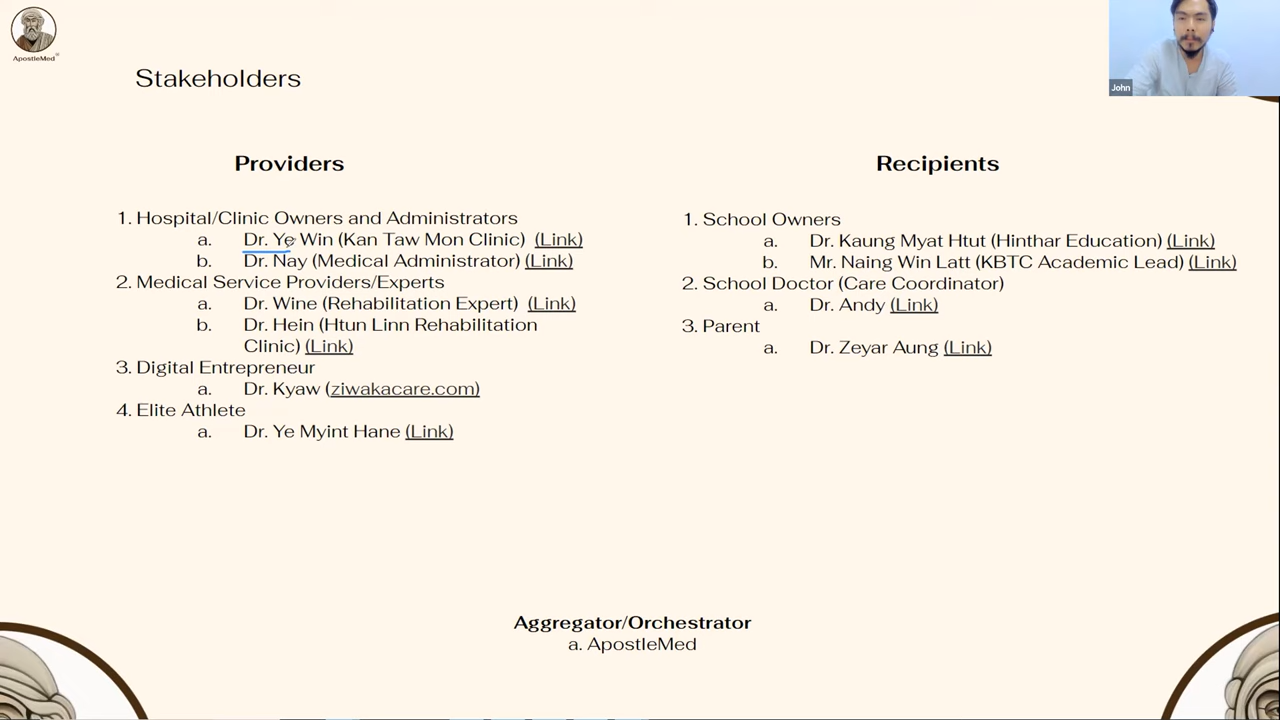 ApostleMed
John
Stakeholders
Providers
1. Hospital/Clinic Owners and Administrators
a. Dr. Ye Win (Kan Taw Mon Clinic) (Link)
b. Dr. Nay (Medical Administrator) (Link)
2. Medical Service Providers/Experts
a. Dr. Wine (Rehabilitation Expert) (Link)
b. Dr. Hein (Htun Linn Rehabilitation
Clinic) (Link)
3. Digital Entrepreneur
a. Dr. Kyaw (ziwakacare.com)
4. Elite Athlete
a. Dr. Ye Myint Hane (Link)
Recipients
1. School Owners
a. Dr. Kaung Myat Htut (Hinthar Education) (Link)
b. Mr. Naing Win Latt (KBTC Academic Lead) (Link)
2. School Doctor (Care Coordinator)
a. Dr. Andy (Link)
3. Parent
a. Dr. Zeyar Aung (Link)
Aggregator/Orchestrator
a. ApostleMed